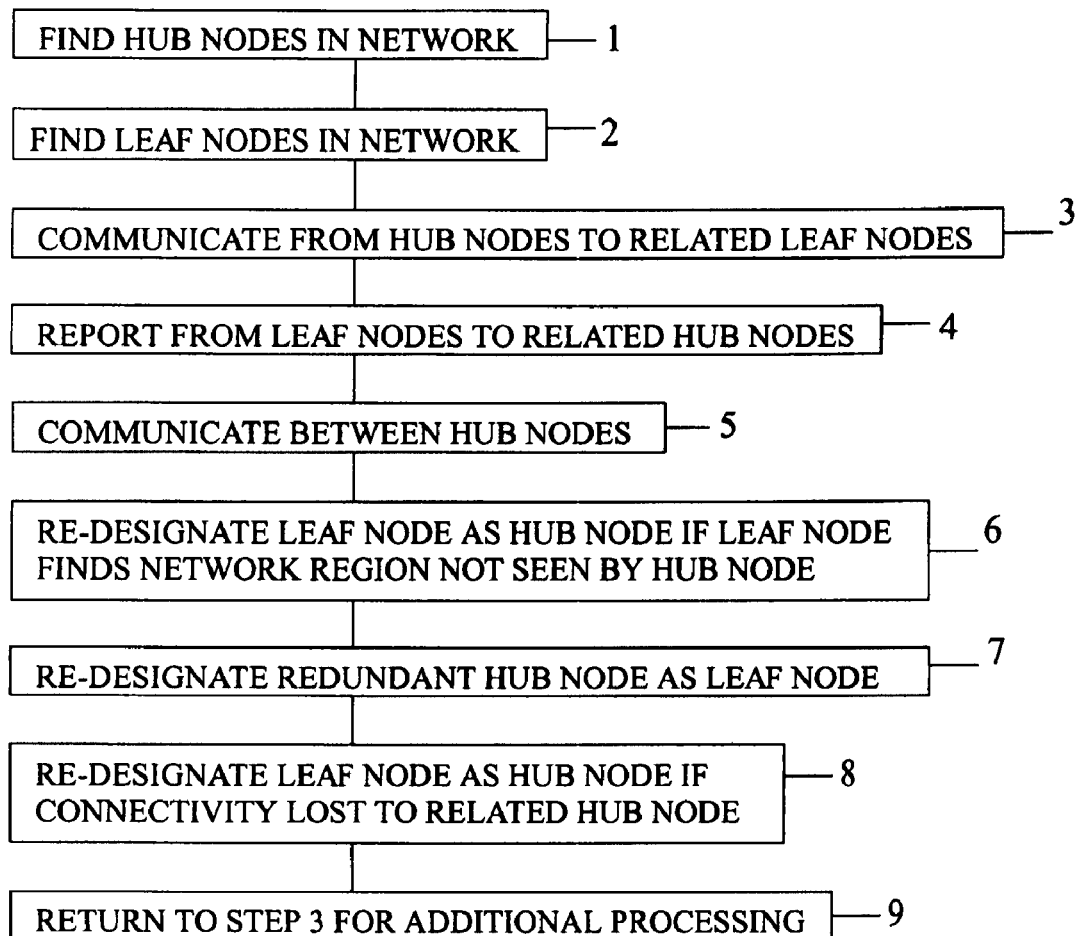 FIND HUB NODES IN NETWORK 1
FIND LEAF NODES IN NETWORK 2
COMMUNICATE FROM HUB NODES TO RELATED LEAF NODES 3
REPORT FROM LEAF NODES TO RELATED HUB NODES 4
COMMUNICATE BETWEEN HUB NODES 5
RE-DESIGNATE LEAF NODE AS HUB NODE IF LEAF NODE 6
FINDS NETWORK REGION NOT SEEN BY HUB NODE
RE-DESIGNATE REDUNDANT HUB NODE AS LEAF NODE 7
RE-DESIGNATE LEAF NODE AS HUB NODE IF 8
CONNECTIVITY LOST TO RELATED HUB NODE
RETURN TO STEP 3 FOR ADDITIONAL PROCESSING 9